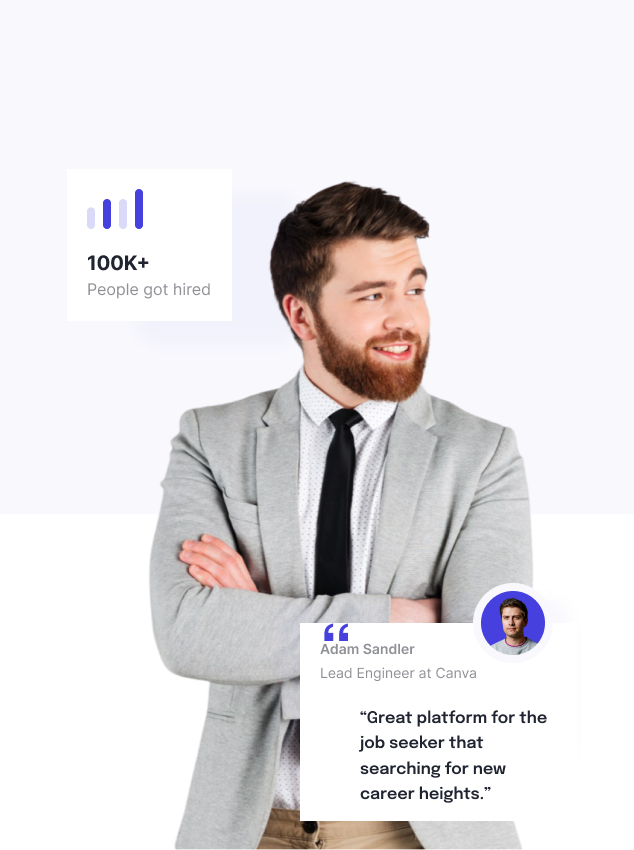 100K+
People got hired
Adam Sandler
Lead Engineer at Canva
“Great platform for the
job seeker that
searching for new
career heights.”